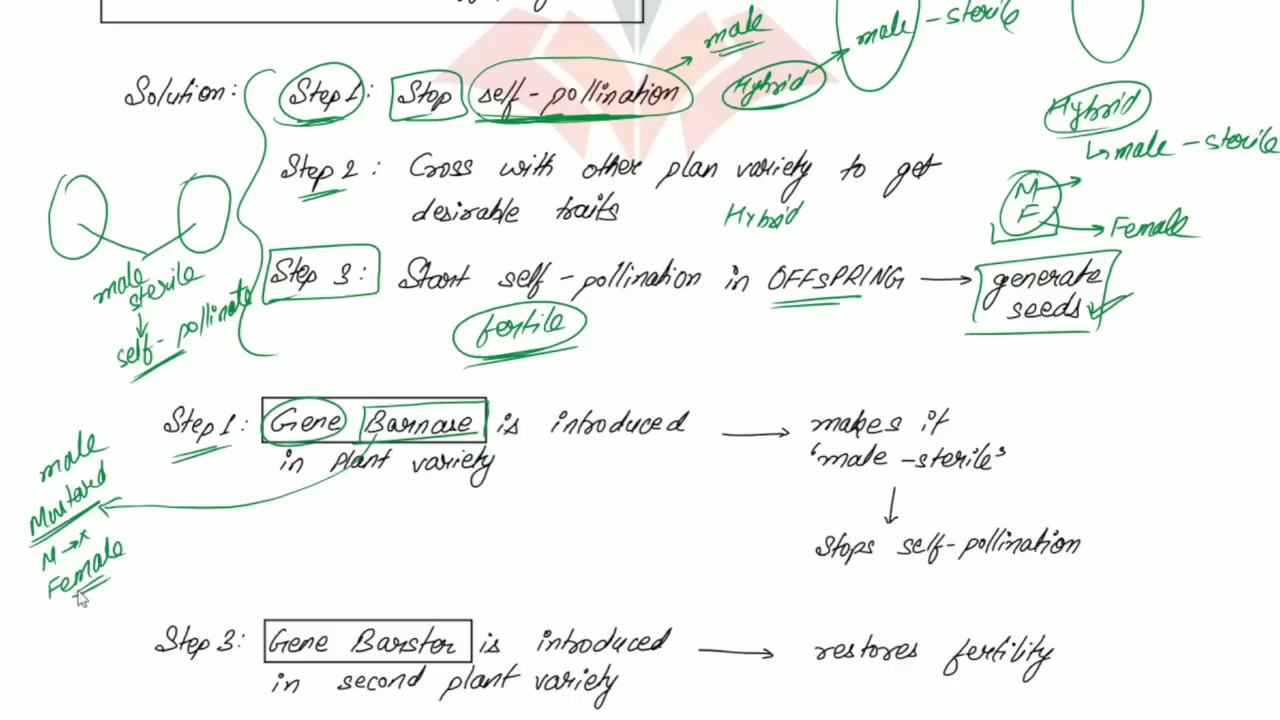 male - sterile
male
Hybrid
Solution: Step 1: Stop self-pollination
Hybrid
↳ male - sterile
Step 2: Cross with other plan variety to get
desirable traits
Hybrid
M
F
Female
male
sterile
self-pollinate
Step 3: Start self-pollination in OFFSPRING → generate
seeds
fertile
Step 1: Gene Barnase is introduced → makes it
in plant variety
'male -sterile'
male
Mustard
M → x
Female
stops self-pollination
Step 3: Gene Barster is introduced → restores fertility
in second plant variety